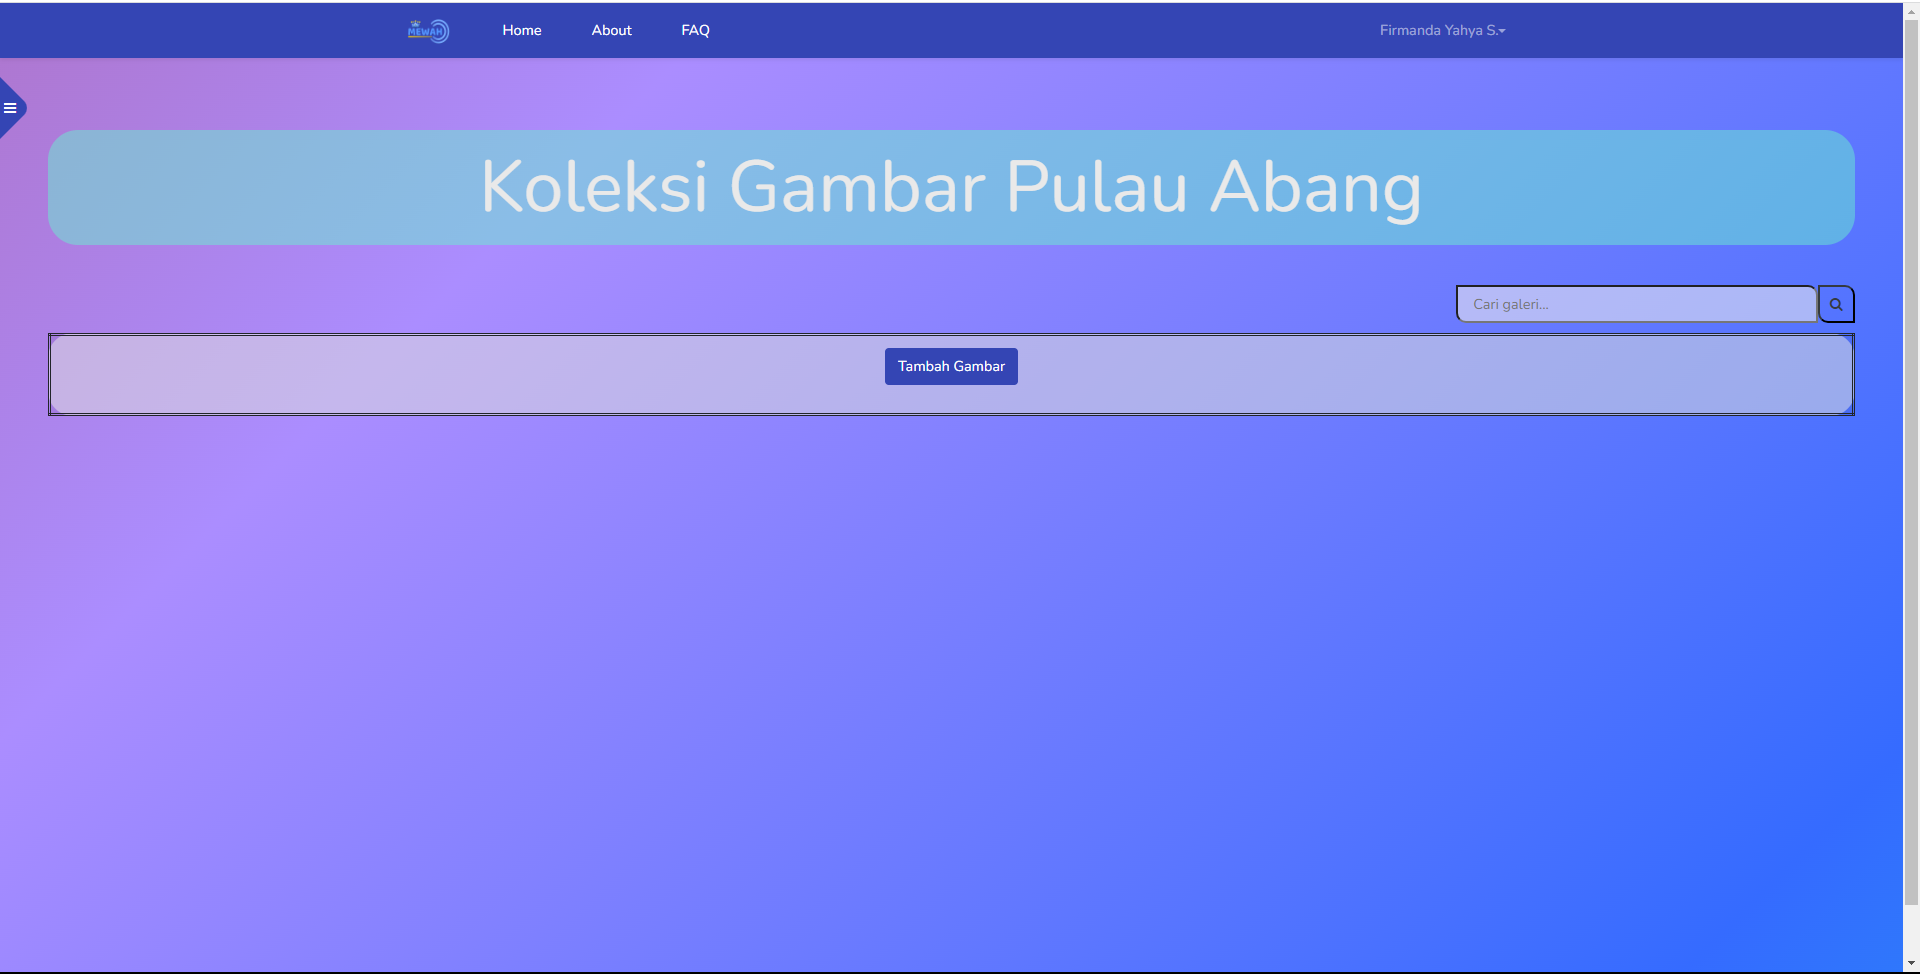 MEWAH
Home
About
FAQ
Firmanda Yahya S.
Koleksi Gambar Pulau Abang
Cari galeri...
Tambah Gambar